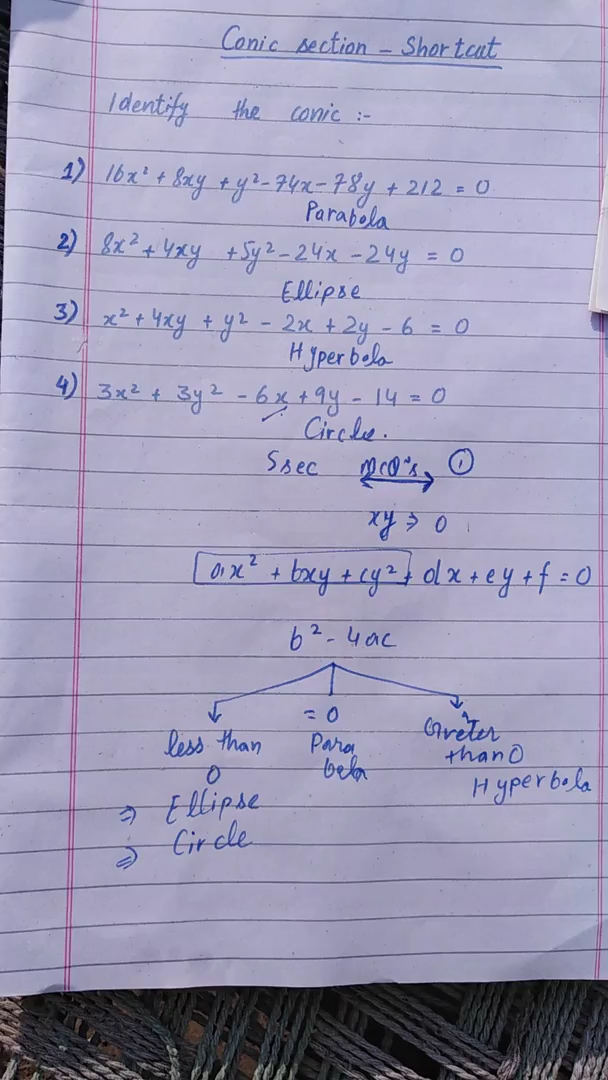 Conic section - Shortcut
Identify the conic :-
1) 16x² + 8xy + y² - 74x - 78y + 212 = 0
Parabola
2) 8x² + 4xy + 5y² - 24x - 24y = 0
Ellipse
3) x² + 4xy + y² - 2x + 2y - 6 = 0
Hyperbola
4) 3x² + 3y² - 6x + 9y - 14 = 0
Circle.
5sec MCQ's ①
xy → 0
ax² + bxy + cy² + dx + ey + f = 0
b² - 4ac
less than 0
⇒ Ellipse
⇒ Circle
= 0
Para
bola
Greter
than 0
Hyperbola